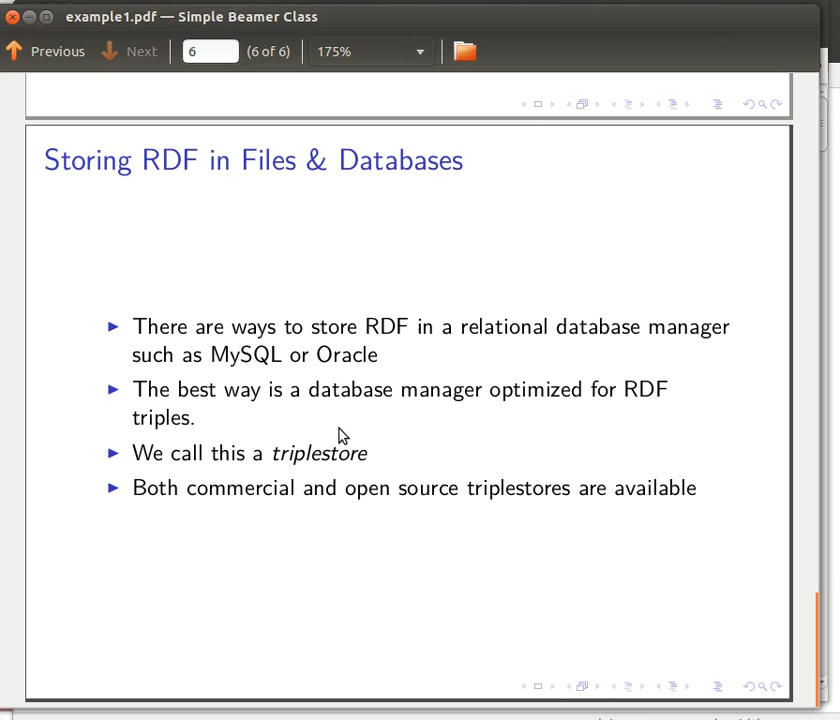 example1.pdf — Simple Beamer Class
Previous Next 6 (6 of 6) 175%
Storing RDF in Files & Databases
There are ways to store RDF in a relational database manager
such as MySQL or Oracle
The best way is a database manager optimized for RDF
triples.
We call this a triplestore
Both commercial and open source triplestores are available